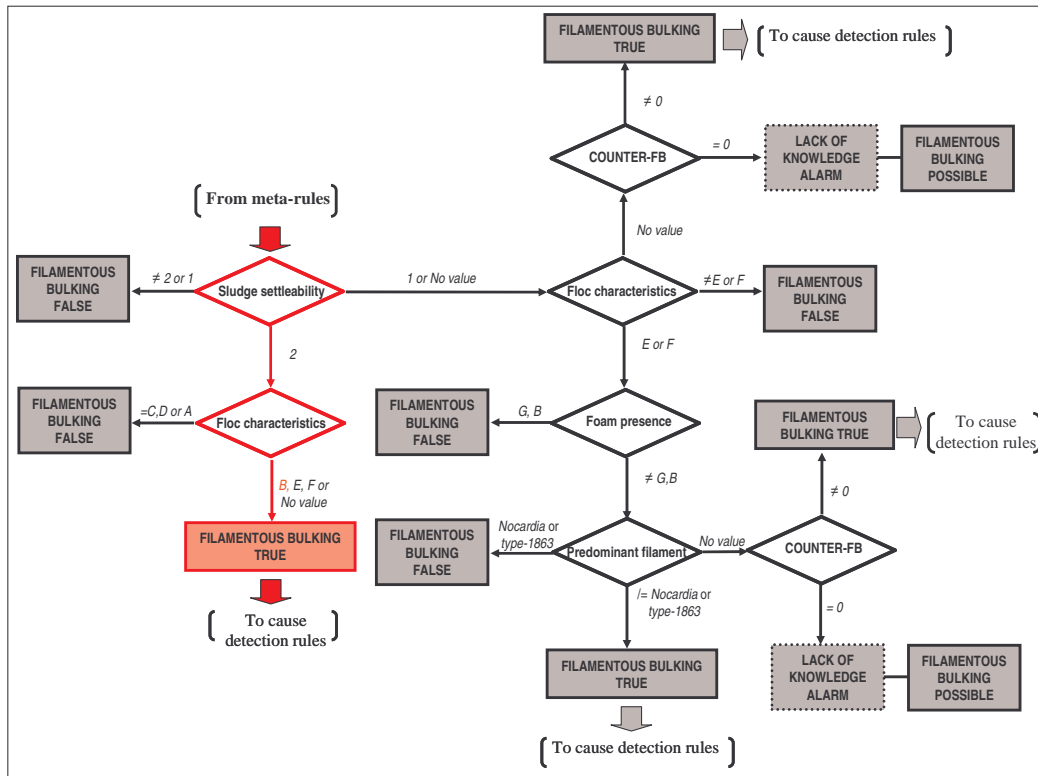 FILAMENTOUS BULKING
TRUE
To cause detection rules
≠ 0
COUNTER-FB
= 0
LACK OF
KNOWLEDGE
ALARM
FILAMENTOUS
BULKING
POSSIBLE
From meta-rules
No value
FILAMENTOUS
BULKING
FALSE
≠ 2 or 1
Sludge settleability
1 or No value
Floc characteristics
≠E or F
FILAMENTOUS
BULKING
FALSE
2
E or F
FILAMENTOUS
BULKING
FALSE
=C,D or A
Floc characteristics
FILAMENTOUS
BULKING
FALSE
G, B
Foam presence
FILAMENTOUS
BULKING TRUE
To cause
detection rules
B, E, F or
No value
≠ G,B
≠ 0
FILAMENTOUS BULKING
TRUE
FILAMENTOUS
BULKING
FALSE
Nocardia or
type-1863
Predominant filament
No value
COUNTER-FB
To cause
detection rules
/= Nocardia or
type-1863
= 0
FILAMENTOUS BULKING
TRUE
LACK OF
KNOWLEDGE
ALARM
FILAMENTOUS
BULKING
POSSIBLE
To cause detection rules